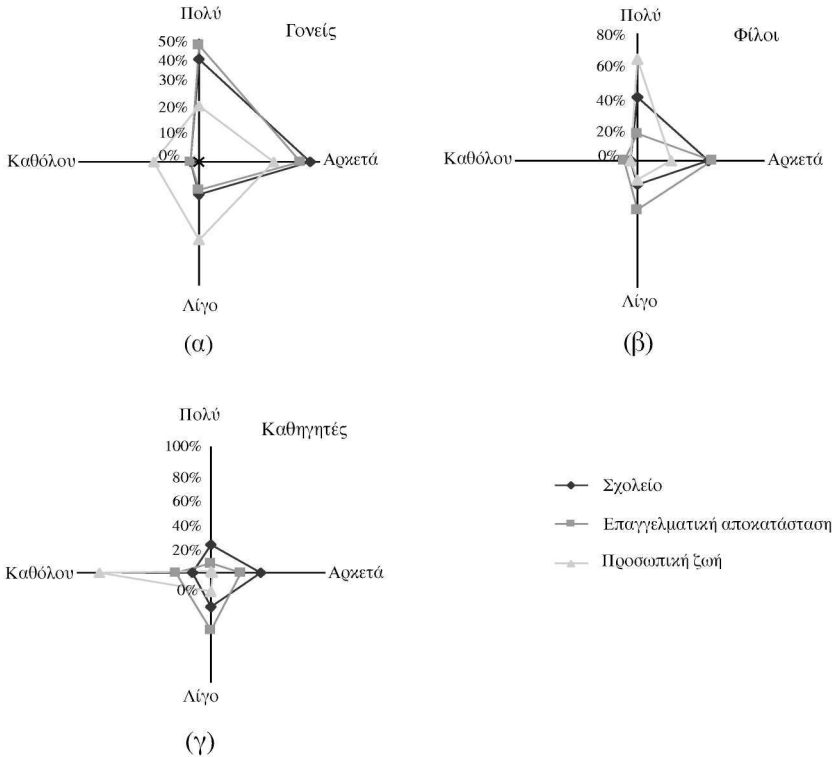 Πολύ
Γονείς
50%
40%
30%
20%
10%
0%
Καθόλου
Αρκετά
Λίγο
(α)
Πολύ
Φίλοι
80%
60%
40%
20%
0%
Καθόλου
Αρκετά
Λίγο
(β)
Πολύ
Καθηγητές
100%
80%
60%
40%
20%
Καθόλου
Αρκετά
0%
Λίγο
(γ)
Σχολείο
Επαγγελματική αποκατάσταση
Προσωπική ζωή